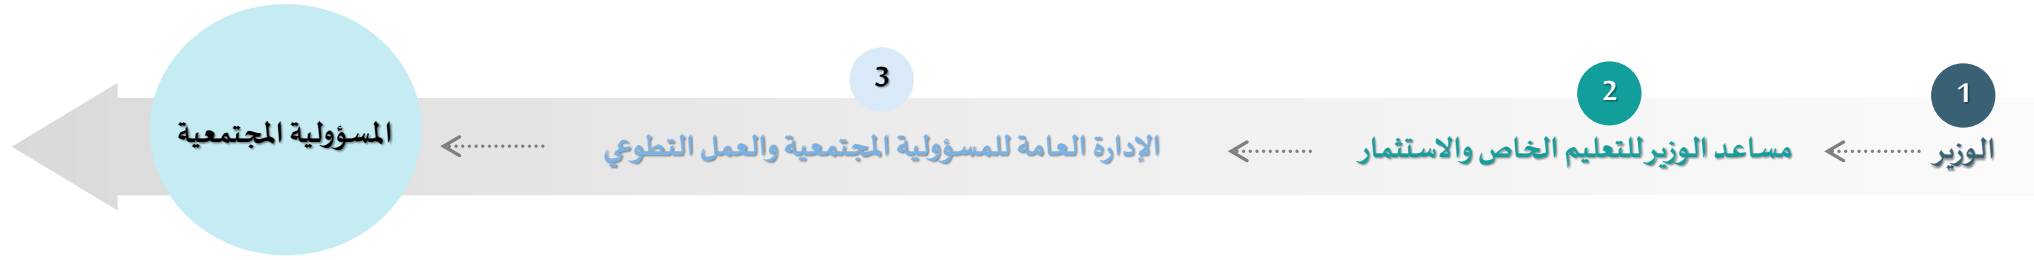 1
الوزير
2
مساعد الوزير للتعليم الخاص والاستثمار
3
الإدارة العامة للمسؤولية المجتمعية والعمل التطوعي
المسؤولية المجتمعية